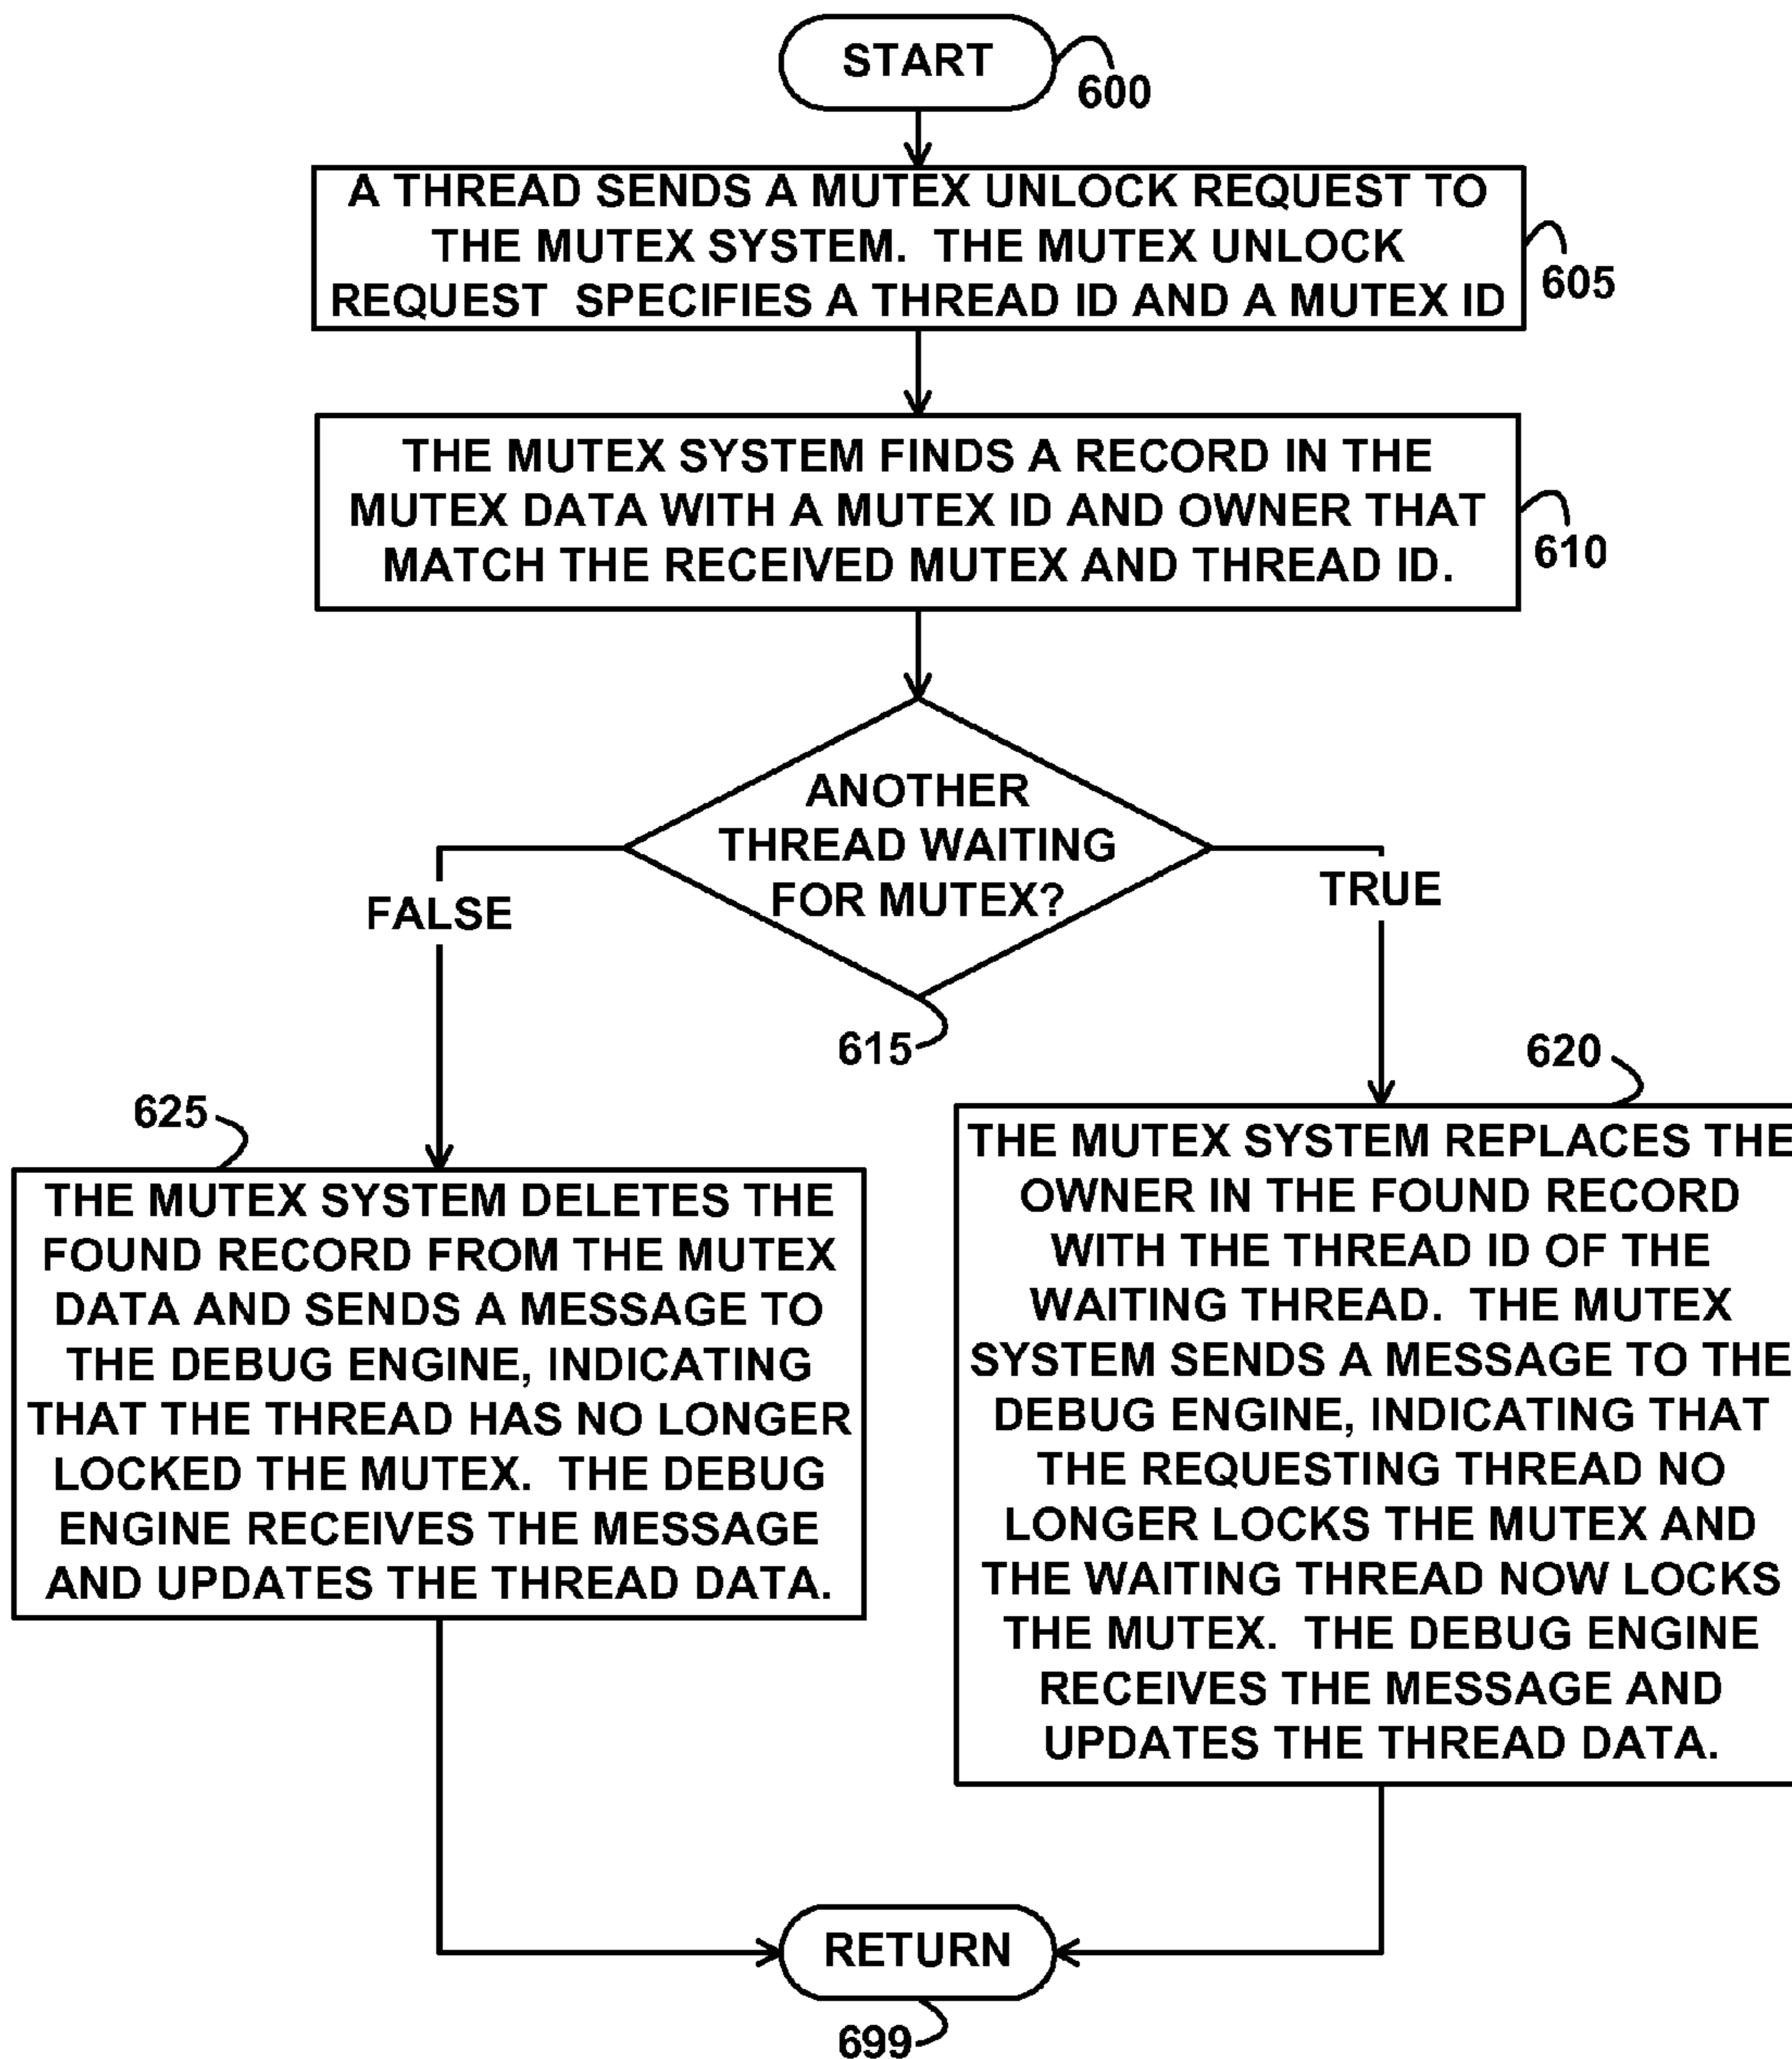 START
600
A THREAD SENDS A MUTEX UNLOCK REQUEST TO
THE MUTEX SYSTEM. THE MUTEX UNLOCK
REQUEST SPECIFIES A THREAD ID AND A MUTEX ID
605
THE MUTEX SYSTEM FINDS A RECORD IN THE
MUTEX DATA WITH A MUTEX ID AND OWNER THAT
MATCH THE RECEIVED MUTEX AND THREAD ID.
610
ANOTHER
THREAD WAITING
FOR MUTEX?
615
FALSE
TRUE
625
THE MUTEX SYSTEM DELETES THE
FOUND RECORD FROM THE MUTEX
DATA AND SENDS A MESSAGE TO
THE DEBUG ENGINE, INDICATING
THAT THE THREAD HAS NO LONGER
LOCKED THE MUTEX. THE DEBUG
ENGINE RECEIVES THE MESSAGE
AND UPDATES THE THREAD DATA.
620
THE MUTEX SYSTEM REPLACES THE
OWNER IN THE FOUND RECORD
WITH THE THREAD ID OF THE
WAITING THREAD. THE MUTEX
SYSTEM SENDS A MESSAGE TO THE
DEBUG ENGINE, INDICATING THAT
THE REQUESTING THREAD NO
LONGER LOCKS THE MUTEX AND
THE WAITING THREAD NOW LOCKS
THE MUTEX. THE DEBUG ENGINE
RECEIVES THE MESSAGE AND
UPDATES THE THREAD DATA.
RETURN
699